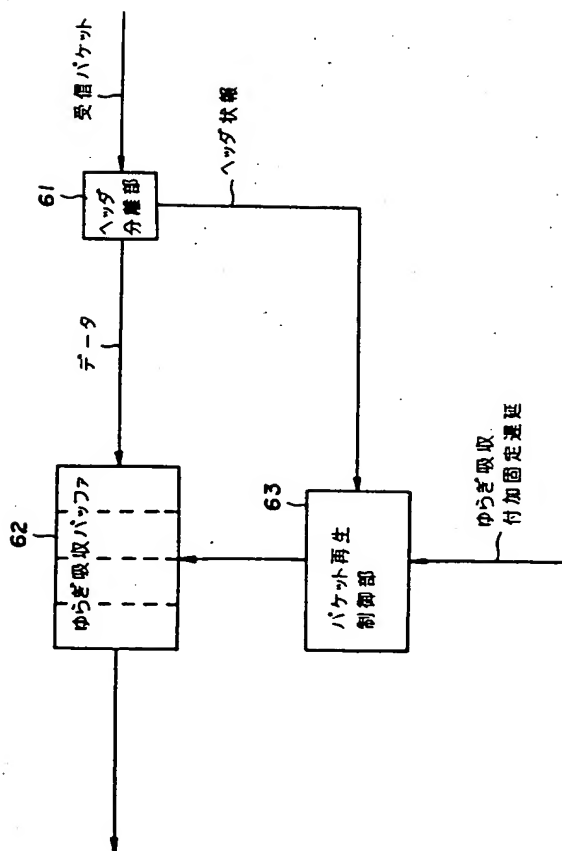 受信パケット
61
ヘッダ
分離部
ヘッダ状報
データ
62
ゆらぎ吸収バッファ
63
パケット再生
制御部
ゆらぎ吸収
付加固定遅延